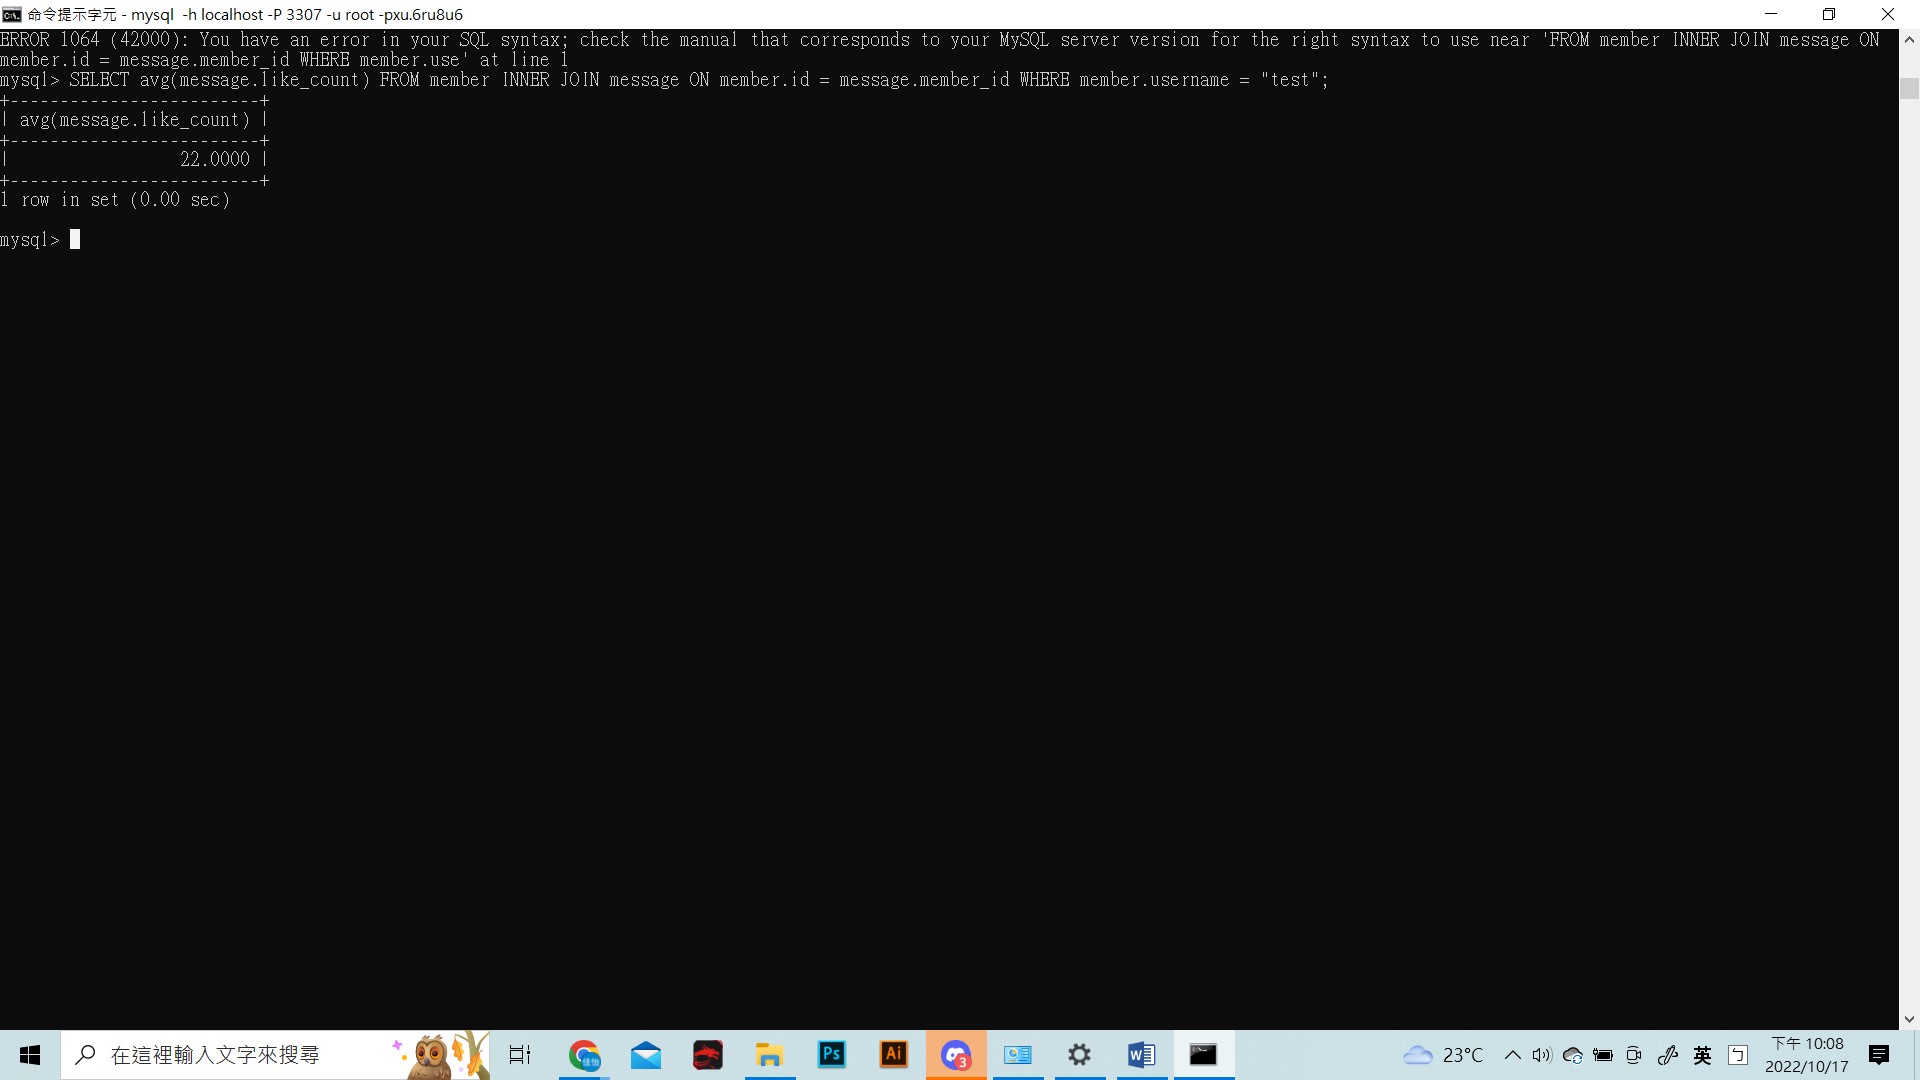 命令提示字元 - mysql  -h localhost -P 3307 -u root -pxu.6ru8u6
ERROR 1064 (42000): You have an error in your SQL syntax; check the manual that corresponds to your MySQL server version for the right syntax to use near 'FROM member INNER JOIN message ON
member.id = message.member_id WHERE member.use' at line 1
mysql> SELECT avg(message.like_count) FROM member INNER JOIN message ON member.id = message.member_id WHERE member.username = "test";
+-------------------------+
| avg(message.like_count) |
+-------------------------+
|                 22.0000 |
+-------------------------+
1 row in set (0.00 sec)
mysql>
在這裡輸入文字來搜尋
佳怡
Ps
Ai
3
W
23°C
英
ㄅ
下午 10:08
2022/10/17